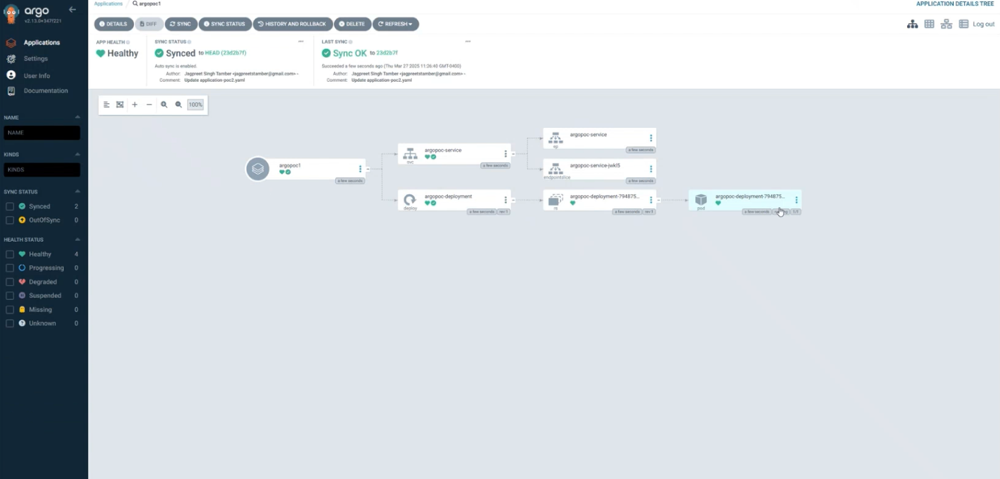 argo
v2.13.0+347f221
Applications
Settings
User Info
Documentation
NAME
NAME
KINDS
KINDS
SYNC STATUS
Synced 2
OutOfSync 0
HEALTH STATUS
Healthy 4
Progressing 0
Degraded 0
Suspended 0
Missing 0
Unknown 0
Applications / argopoc1
APPLICATION DETAILS TREE
DETAILS DIFF SYNC SYNC STATUS HISTORY AND ROLLBACK DELETE REFRESH
Log out
APP HEALTH
Healthy
SYNC STATUS
Synced to HEAD (23d2b7f)
Auto sync is enabled.
Author: Jagpreet Singh Tamber <jagpreetstamber@gmail.com> -
Comment: Update application-poc2.yaml
LAST SYNC
Sync OK to 23d2b7f
Succeeded a few seconds ago (Thu Mar 27 2025 11:26:40 GMT-0400)
Author: Jagpreet Singh Tamber <jagpreetstamber@gmail.com> -
Comment: Update application-poc2.yaml
100%
argopoc1
a few seconds
argopoc-service
svc
a few seconds
argopoc-deployment
deploy
a few seconds rev:1
argopoc-service
ep
a few seconds
argopoc-service-jwkl5
endpointslice
a few seconds
argopoc-deployment-794875...
rs
a few seconds rev:1
argopoc-deployment-794875...
pod
a few seconds 1/1